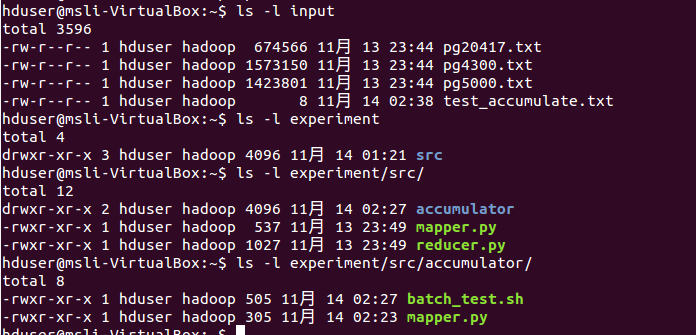 hduser@msli-VirtualBox:~$ ls -l input
total 3596
-rw-r--r-- 1 hduser hadoop  674566 11月 13 23:44 pg20417.txt
-rw-r--r-- 1 hduser hadoop 1573150 11月 13 23:44 pg4300.txt
-rw-r--r-- 1 hduser hadoop 1423801 11月 13 23:44 pg5000.txt
-rw-r--r-- 1 hduser hadoop       8 11月 14 02:38 test_accumulate.txt
hduser@msli-VirtualBox:~$ ls -l experiment
total 4
drwxr-xr-x 3 hduser hadoop 4096 11月 14 01:21 src
hduser@msli-VirtualBox:~$ ls -l experiment/src/
total 12
drwxr-xr-x 2 hduser hadoop 4096 11月 14 02:27 accumulator
-rwxr-xr-x 1 hduser hadoop  537 11月 13 23:49 mapper.py
-rwxr-xr-x 1 hduser hadoop 1027 11月 13 23:49 reducer.py
hduser@msli-VirtualBox:~$ ls -l experiment/src/accumulator/
total 8
-rwxr-xr-x 1 hduser hadoop 505 11月 14 02:27 batch_test.sh
-rwxr-xr-x 1 hduser hadoop 305 11月 14 02:23 mapper.py
hduser@msli-VirtualBox:~$